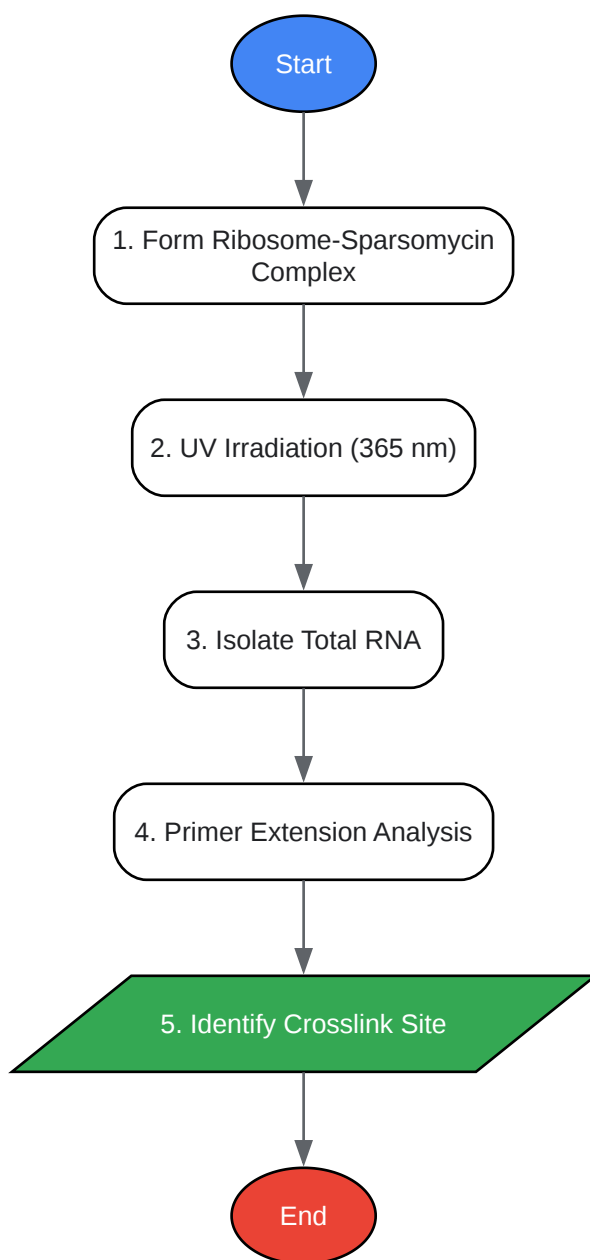 Start
1. Form Ribosome-Sparsomycin
Complex
2. UV Irradiation (365 nm)
3. Isolate Total RNA
4. Primer Extension Analysis
5. Identify Crosslink Site
End